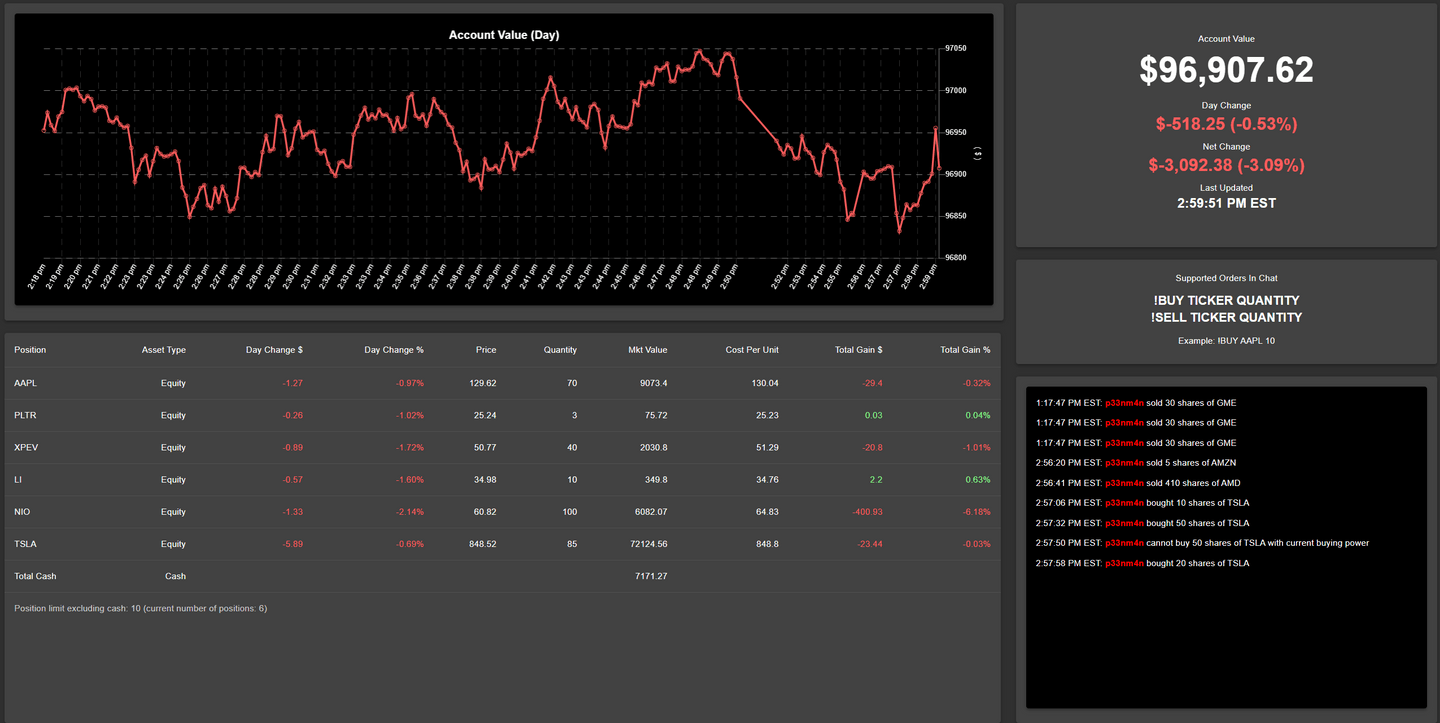 Account Value (Day)
97050
97000
96950
96900
96850
96800
( $ )
2:18 pm 2:19 pm 2:20 pm 2:21 pm 2:22 pm 2:23 pm 2:23 pm 2:24 pm 2:25 pm 2:26 pm 2:26 pm 2:27 pm 2:28 pm 2:29 pm 2:30 pm 2:31 pm 2:32 pm 2:33 pm 2:33 pm 2:34 pm 2:35 pm 2:36 pm 2:36 pm 2:37 pm 2:38 pm 2:39 pm 2:40 pm 2:41 pm 2:42 pm 2:43 pm 2:43 pm 2:44 pm 2:45 pm 2:46 pm 2:47 pm 2:48 pm 2:48 pm 2:49 pm 2:50 pm 2:52 pm 2:53 pm 2:54 pm 2:55 pm 2:56 pm 2:57 pm 2:57 pm 2:58 pm 2:59 pm
Account Value
$96,907.62
Day Change
$-518.25 (-0.53%)
Net Change
$-3,092.38 (-3.09%)
Last Updated
2:59:51 PM EST
Supported Orders In Chat
!BUY TICKER QUANTITY
!SELL TICKER QUANTITY
Example: !BUY AAPL 10
Position Asset Type Day Change $ Day Change % Price Quantity Mkt Value Cost Per Unit Total Gain $ Total Gain %
AAPL Equity -1.27 -0.97% 129.62 70 9073.4 130.04 -29.4 -0.32%
PLTR Equity -0.26 -1.02% 25.24 3 75.72 25.23 0.03 0.04%
XPEV Equity -0.89 -1.72% 50.77 40 2030.8 51.29 -20.8 -1.01%
LI Equity -0.57 -1.60% 34.98 10 349.8 34.76 2.2 0.63%
NIO Equity -1.33 -2.14% 60.82 100 6082.07 64.83 -400.93 -6.18%
TSLA Equity -5.89 -0.69% 848.52 85 72124.56 848.8 -23.44 -0.03%
Total Cash Cash 7171.27
Position limit excluding cash: 10 (current number of positions: 6)
1:17:47 PM EST: p33nm4n sold 30 shares of GME
1:17:47 PM EST: p33nm4n sold 30 shares of GME
1:17:47 PM EST: p33nm4n sold 30 shares of GME
2:56:20 PM EST: p33nm4n sold 5 shares of AMZN
2:56:41 PM EST: p33nm4n sold 410 shares of AMD
2:57:06 PM EST: p33nm4n bought 10 shares of TSLA
2:57:32 PM EST: p33nm4n bought 50 shares of TSLA
2:57:50 PM EST: p33nm4n cannot buy 50 shares of TSLA with current buying power
2:57:58 PM EST: p33nm4n bought 20 shares of TSLA